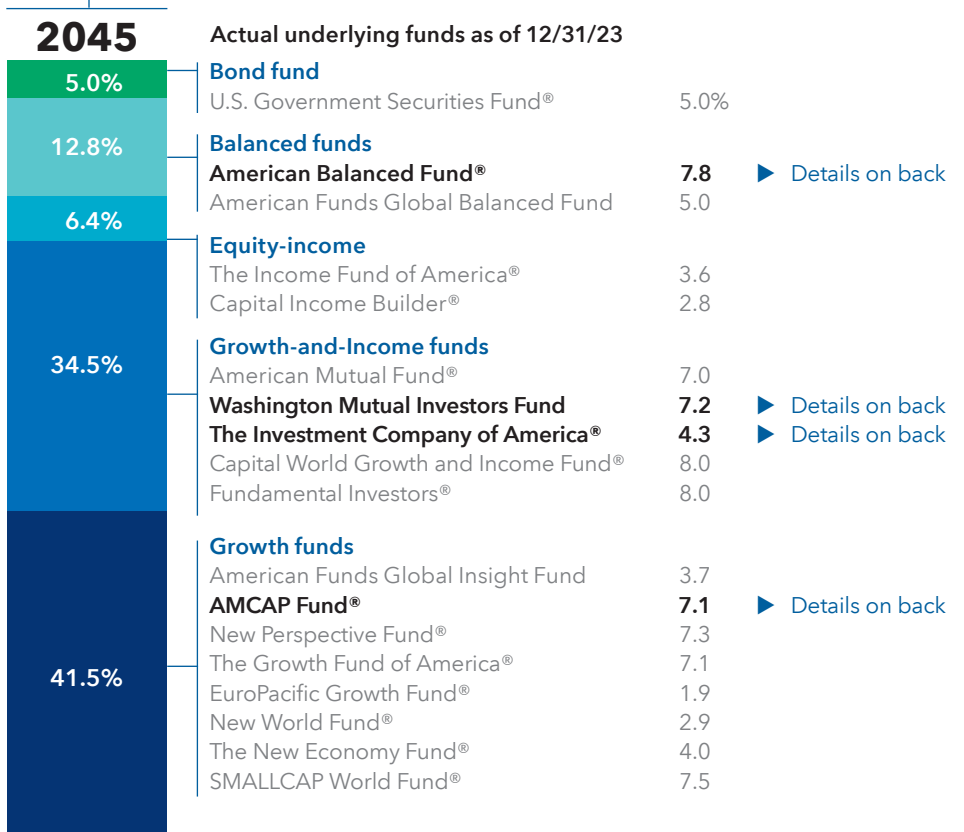 2045
Actual underlying funds as of 12/31/23
5.0%
Bond fund
U.S. Government Securities Fund® 5.0%
12.8%
Balanced funds
American Balanced Fund® 7.8 ▶ Details on back
American Funds Global Balanced Fund 5.0
6.4%
Equity-income
The Income Fund of America® 3.6
Capital Income Builder® 2.8
34.5%
Growth-and-Income funds
American Mutual Fund® 7.0
Washington Mutual Investors Fund 7.2 ▶ Details on back
The Investment Company of America® 4.3 ▶ Details on back
Capital World Growth and Income Fund® 8.0
Fundamental Investors® 8.0
41.5%
Growth funds
American Funds Global Insight Fund 3.7
AMCAP Fund® 7.1 ▶ Details on back
New Perspective Fund® 7.3
The Growth Fund of America® 7.1
EuroPacific Growth Fund® 1.9
New World Fund® 2.9
The New Economy Fund® 4.0
SMALLCAP World Fund® 7.5